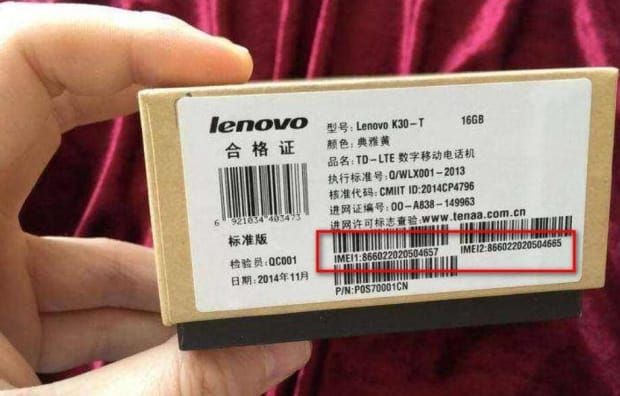 lenovo
合格证
6 921034 403473
标准版
检验员:QC001
日期:2014年11月
型号:Lenovo K30-T 16GB
颜色:典雅黄
品名:TD-LTE 数字移动电话机
执行标准号:Q/WLX001-2013
核准代码:CMIIT ID:2014CP4796
进网证号:00-A838-149963
进网许可标志查验:www.tenaa.com.cn
IMEI1:866022020504657 IMEI2:866022020504665
P/N:P0S70001CN